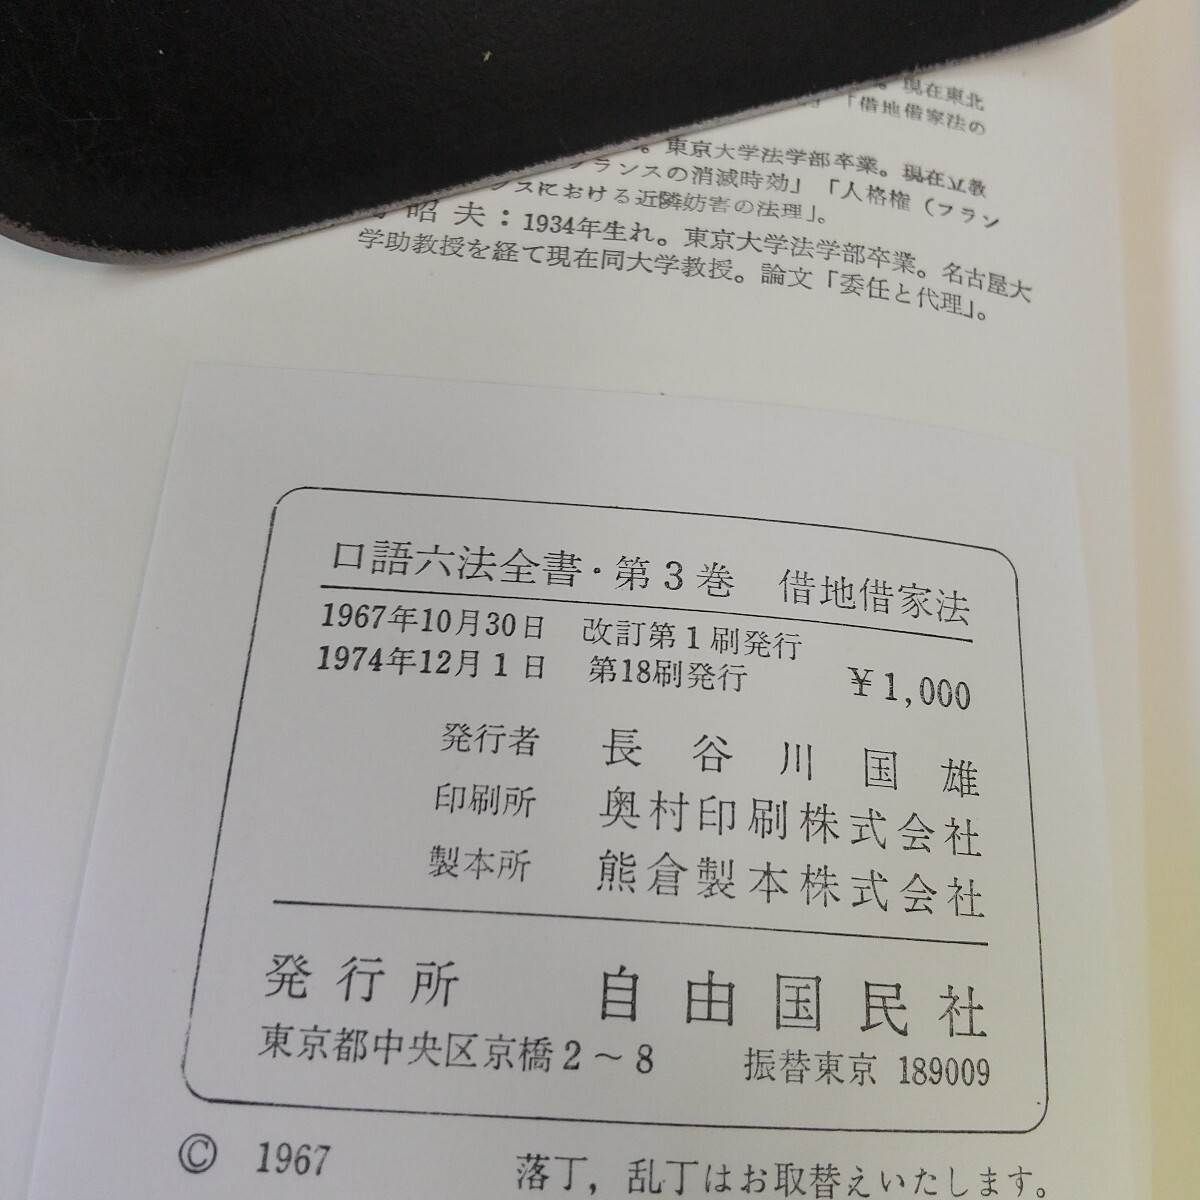 現在東北
「借地借家法の
。東京大学法学部卒業。現在立教
フランスの消滅時効」「人格権（フラン
ンスにおける近隣妨害の法理」。
昭夫：1934年生れ。東京大学法学部卒業。名古屋大
学助教授を経て現在同大学教授。論文「委任と代理」。
口語六法全書・第3巻 借地借家法
1967年10月30日 改訂第1刷発行
1974年12月1日 第18刷発行 ¥1,000
発行者 長谷川国雄
印刷所 奥村印刷株式会社
製本所 熊倉製本株式会社
発行所 自由国民社
東京都中央区京橋2～8 振替東京 189009
© 1967 落丁，乱丁はお取替えいたします。